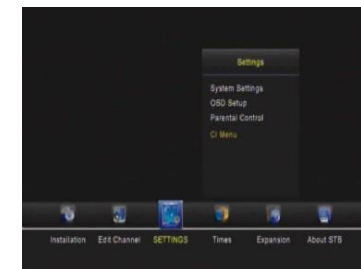 Settings
System Settings
OSD Setup
Parental Control
CI Menu
Installation Edit Channel SETTINGS Times Expansion About STB